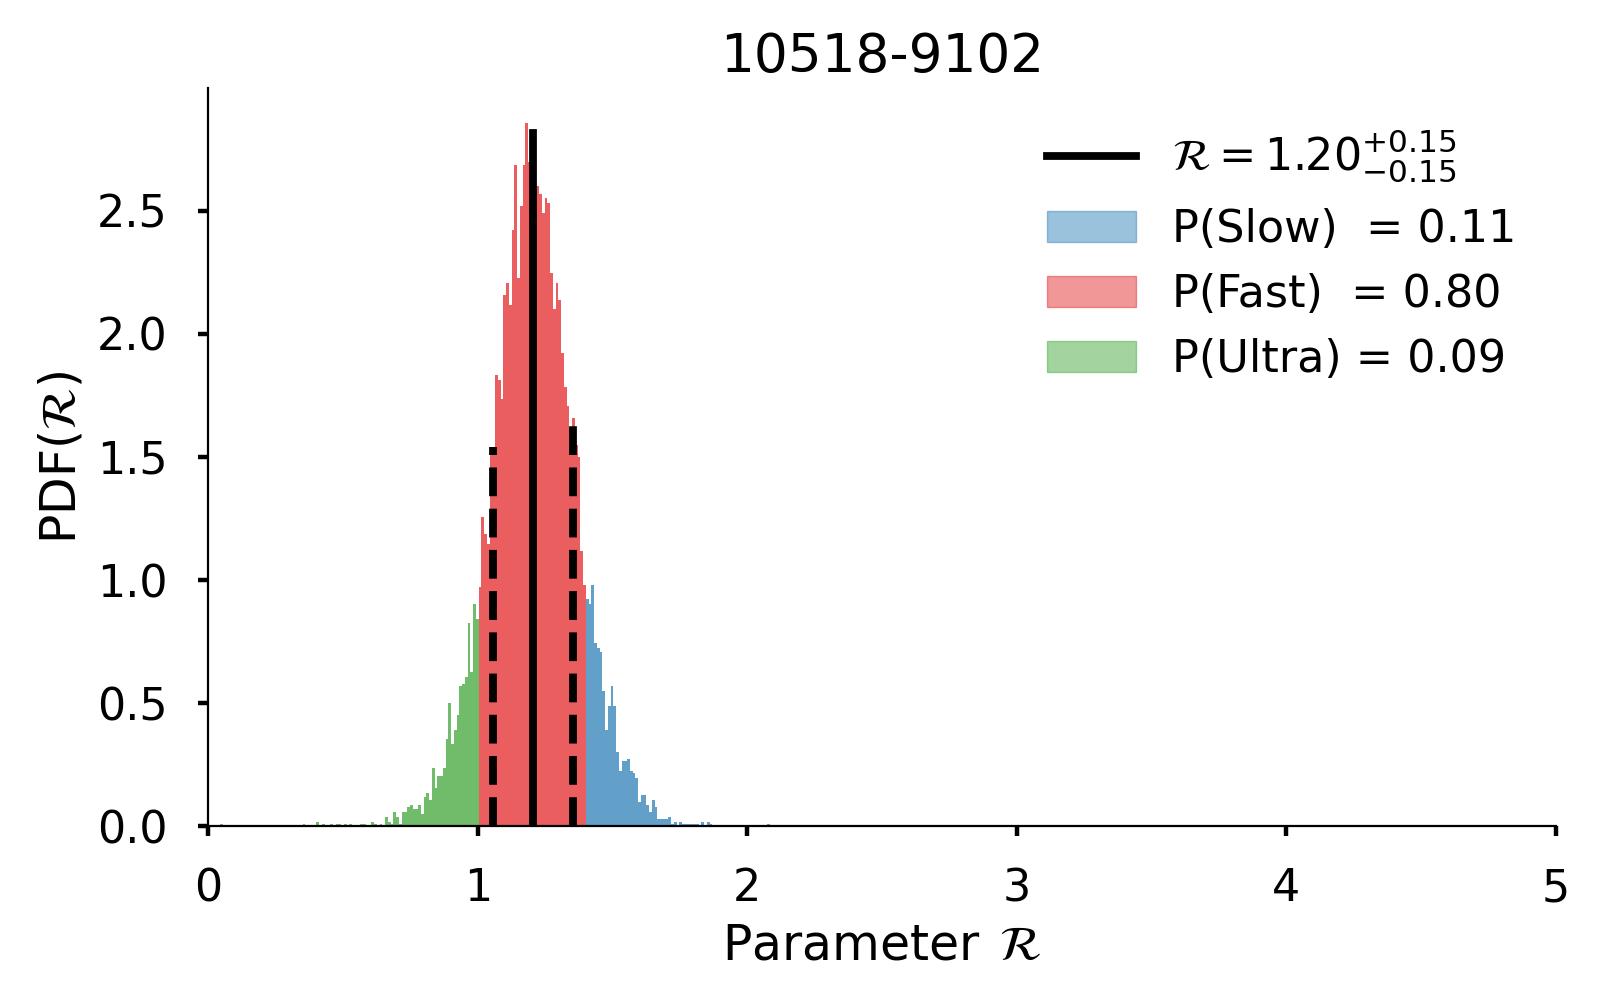 10518-9102
ℛ = 1.20+0.15−0.15
P(Slow) = 0.11
P(Fast) = 0.80
P(Ultra) = 0.09
PDF(ℛ)
2.5
2.0
1.5
1.0
0.5
0.0
0 1 2 3 4 5
Parameter ℛ